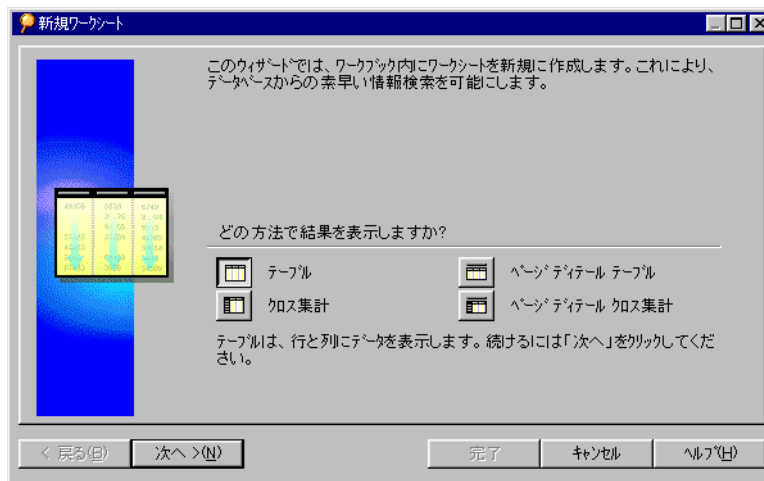 新規ワークシート
このウィザードでは、ワークブック内にワークシートを新規に作成します。これにより、
データベースからの素早い情報検索を可能にします。
どの方法で結果を表示しますか?
テーブル
ページディテール テーブル
クロス集計
ページディテール クロス集計
テーブルは、行と列にデータを表示します。続けるには「次へ」をクリックしてくだ
さい。
< 戻る(B)
次へ >(N)
完了
キャンセル
ヘルプ(H)